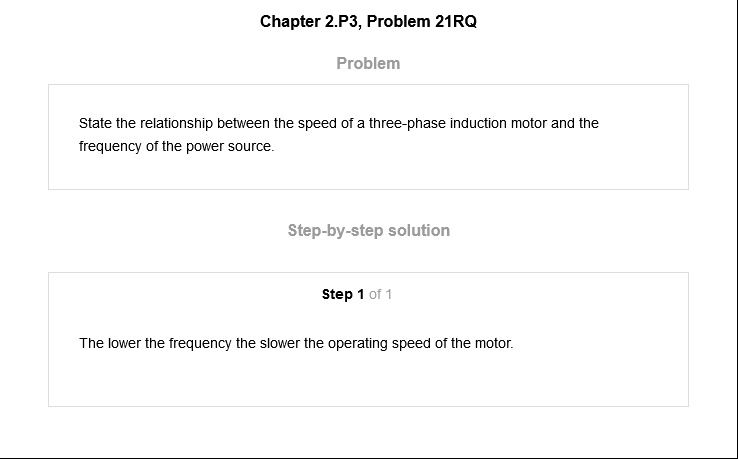 Chapter 2.P3, Problem 21RQ
Problem
State the relationship between the speed of a three-phase induction motor and the
frequency of the power source.
Step-by-step solution
Step 1 of 1
The lower the frequency the slower the operating speed of the motor.